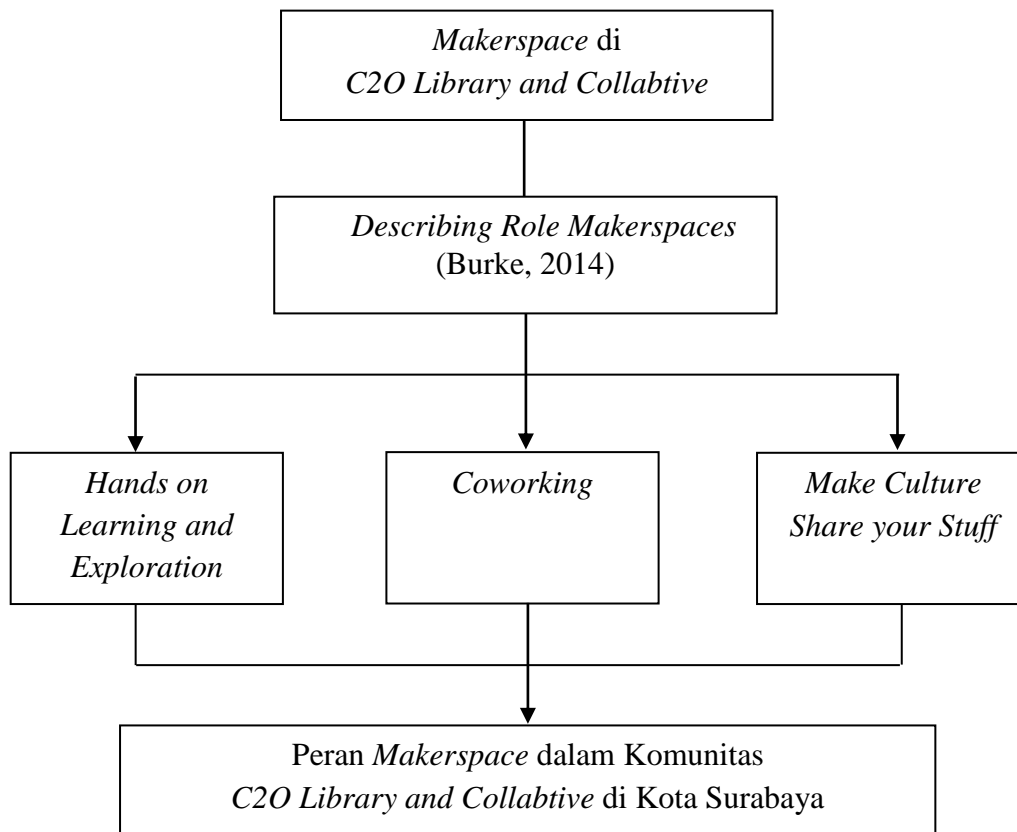 Makerspace di
C2O Library and Collabtive
Describing Role Makerspaces
(Burke, 2014)
Hands on
Learning and
Exploration
Coworking
Make Culture
Share your Stuff
Peran Makerspace dalam Komunitas
C2O Library and Collabtive di Kota Surabaya